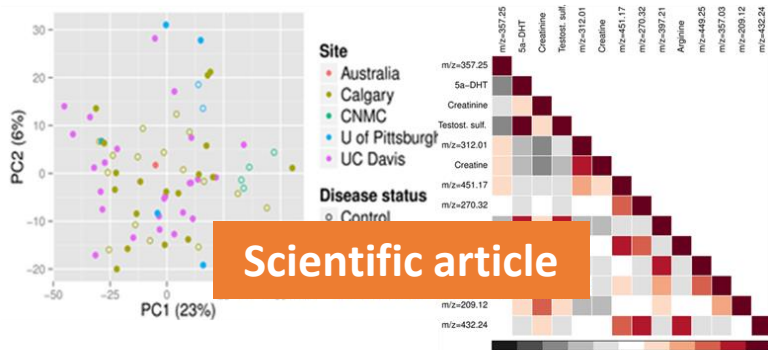 30
20
10
0
−10
−20
PC2 (6%)
−50
−25
0
25
PC1 (23%)
Site
Australia
Calgary
CNMC
U of Pittsburgh
UC Davis
Disease status
Control
Scientific article
m/z=357.25
5a-DHT
Creatinine
Testost. sulf.
m/z=312.01
Creatine
m/z=451.17
m/z=270.32
m/z=397.21
Arginine
m/z=449.25
m/z=357.03
m/z=209.12
m/z=432.24
m/z=357.25
5a-DHT
Creatinine
Testost. sulf.
m/z=312.01
Creatine
m/z=451.17
m/z=270.32
m/z=209.12
m/z=432.24